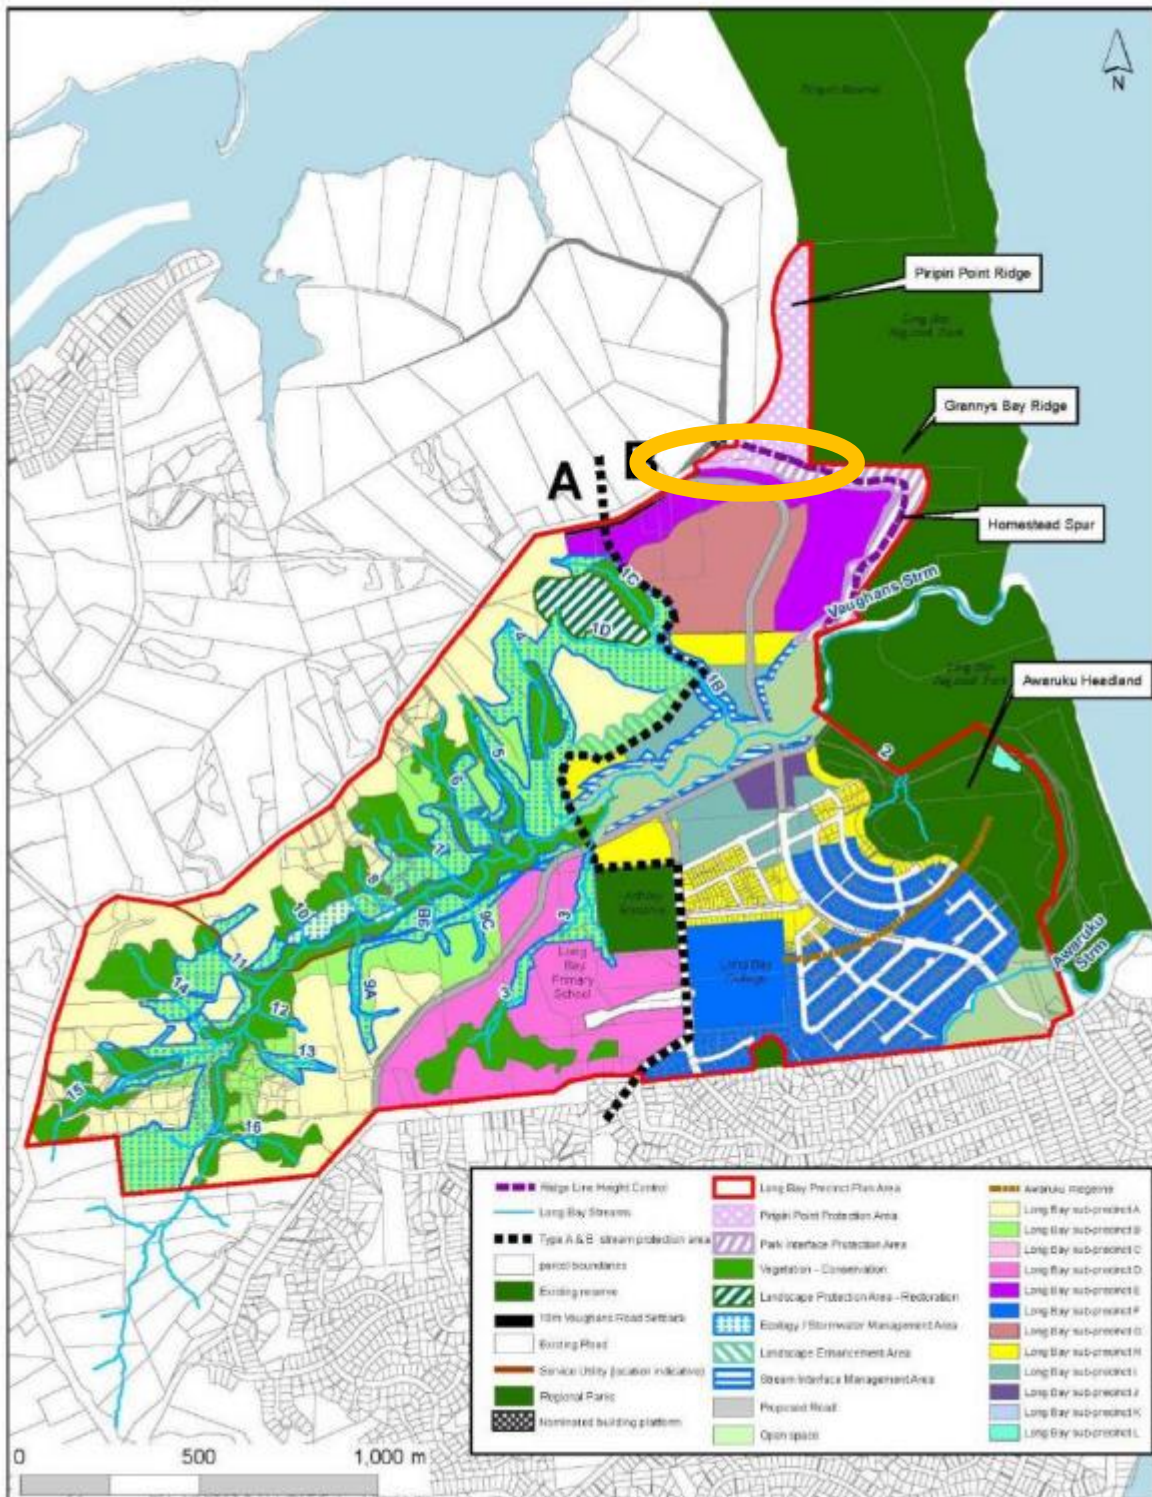 N
Piripiri Point Ridge
Long Bay
Regional Park
Grannys Bay Ridge
A
Homestead Spur
Vaughans Strm
1C
1D
4
1B
Awaruku Headland
5
2
6
7
8
3
10
9B
9C
11
Long
Bay
Primary
School
Long Bay
College
Awaruku
Strm
14
9A
3
12
13
15
16
0 500 1,000 m
Ridge Line Height Control
Long Bay Streams
Type A & B stream protection area
parcel boundaries
Existing reserve
10m Vaughans Road Setback
Existing Road
Service Utility (location indicative)
Regional Parks
Nominated building platform
Long Bay Precinct Plan Area
Piripiri Point Protection Area
Park Interface Protection Area
Vegetation - Conservation
Landscape Protection Area - Restoration
Ecology / Stormwater Management Area
Landscape Enhancement Area
Stream Interface Management Area
Proposed Road
Open space
Awaruku Ridgeline
Long Bay sub-precinct A
Long Bay sub-precinct B
Long Bay sub-precinct C
Long Bay sub-precinct D
Long Bay sub-precinct E
Long Bay sub-precinct F
Long Bay sub-precinct G
Long Bay sub-precinct H
Long Bay sub-precinct I
Long Bay sub-precinct J
Long Bay sub-precinct K
Long Bay sub-precinct L